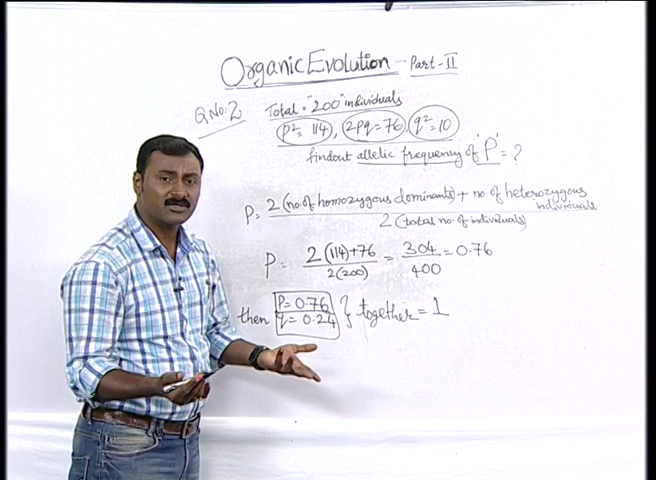 Organic Evolution - Part-II
Q.No:2 Total = "200" individuals
p² = 114, 2pq = 76, q² = 10
findout allelic frequency of 'P' = ?
P = 2 (no. of homozygous dominants) + no. of heterozygous individuals
2 (total no. of individuals)
P = 2 (114) + 76 = 304 = 0.76
2 (200) 400
then P = 0.76 } together = 1
q = 0.24